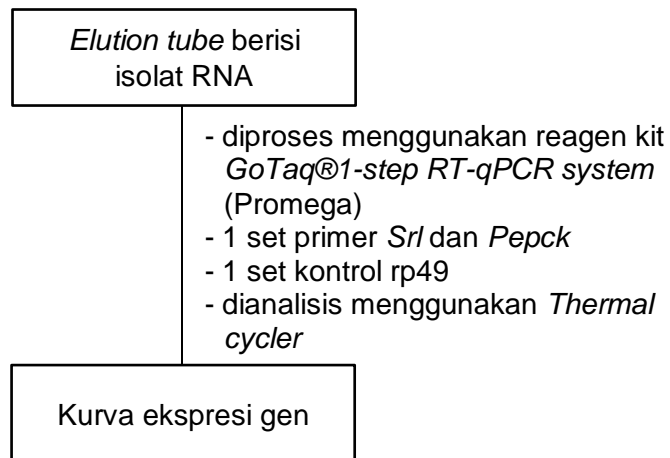 Elution tube berisi
isolat RNA
- diproses menggunakan reagen kit
GoTaq®1-step RT-qPCR system
(Promega)
- 1 set primer Srl dan Pepck
- 1 set kontrol rp49
- dianalisis menggunakan Thermal
cycler
Kurva ekspresi gen